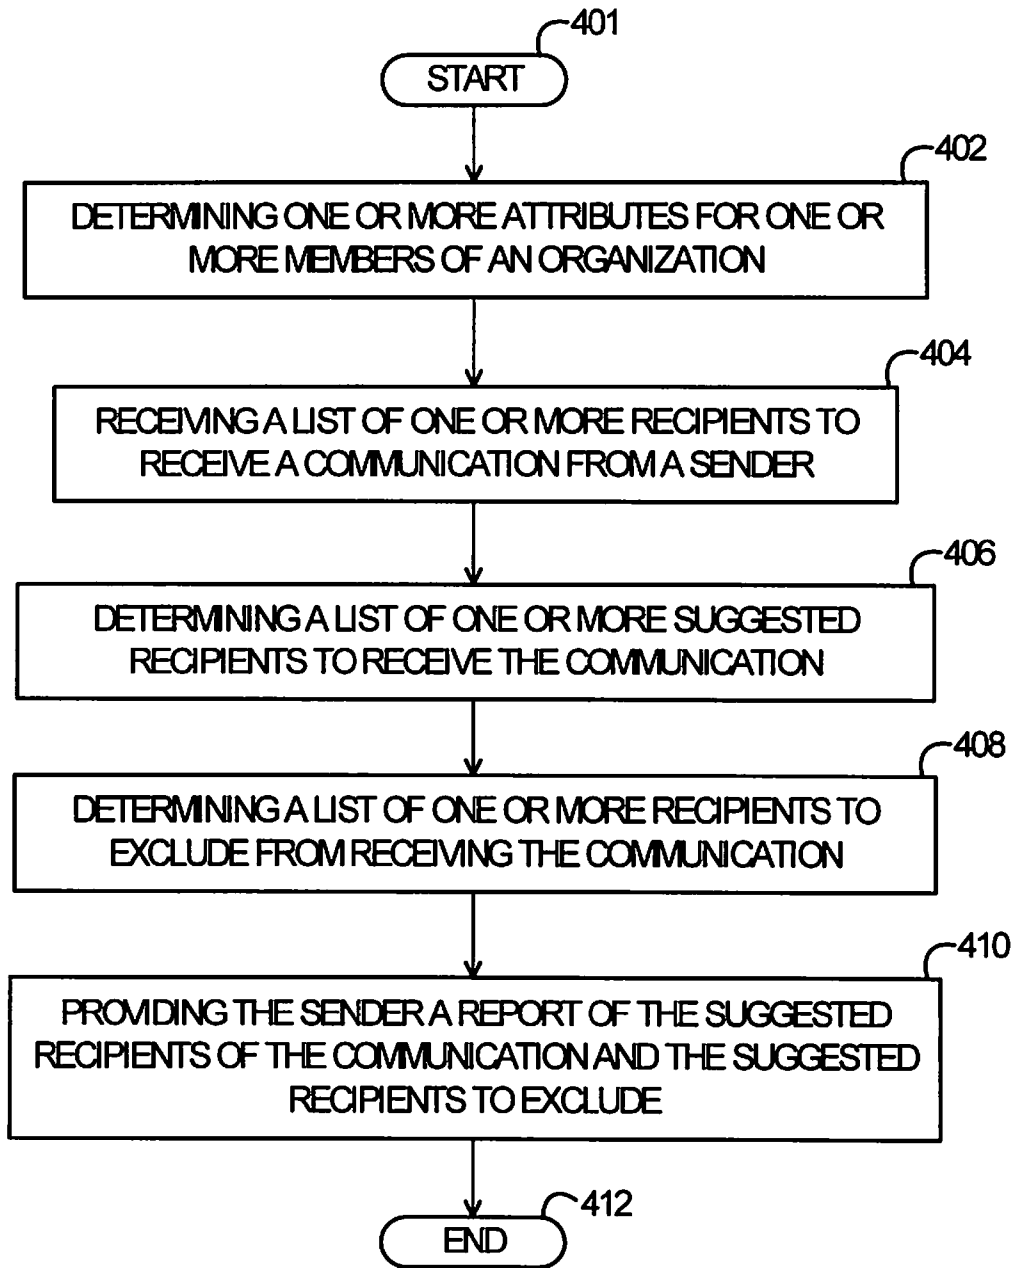 401
START
402
DETERMINING ONE OR MORE ATTRIBUTES FOR ONE OR
MORE MEMBERS OF AN ORGANIZATION
404
RECEIVING A LIST OF ONE OR MORE RECIPIENTS TO
RECEIVE A COMMUNICATION FROM A SENDER
406
DETERMINING A LIST OF ONE OR MORE SUGGESTED
RECIPIENTS TO RECEIVE THE COMMUNICATION
408
DETERMINING A LIST OF ONE OR MORE RECIPIENTS TO
EXCLUDE FROM RECEIVING THE COMMUNICATION
410
PROVIDING THE SENDER A REPORT OF THE SUGGESTED
RECIPIENTS OF THE COMMUNICATION AND THE SUGGESTED
RECIPIENTS TO EXCLUDE
412
END